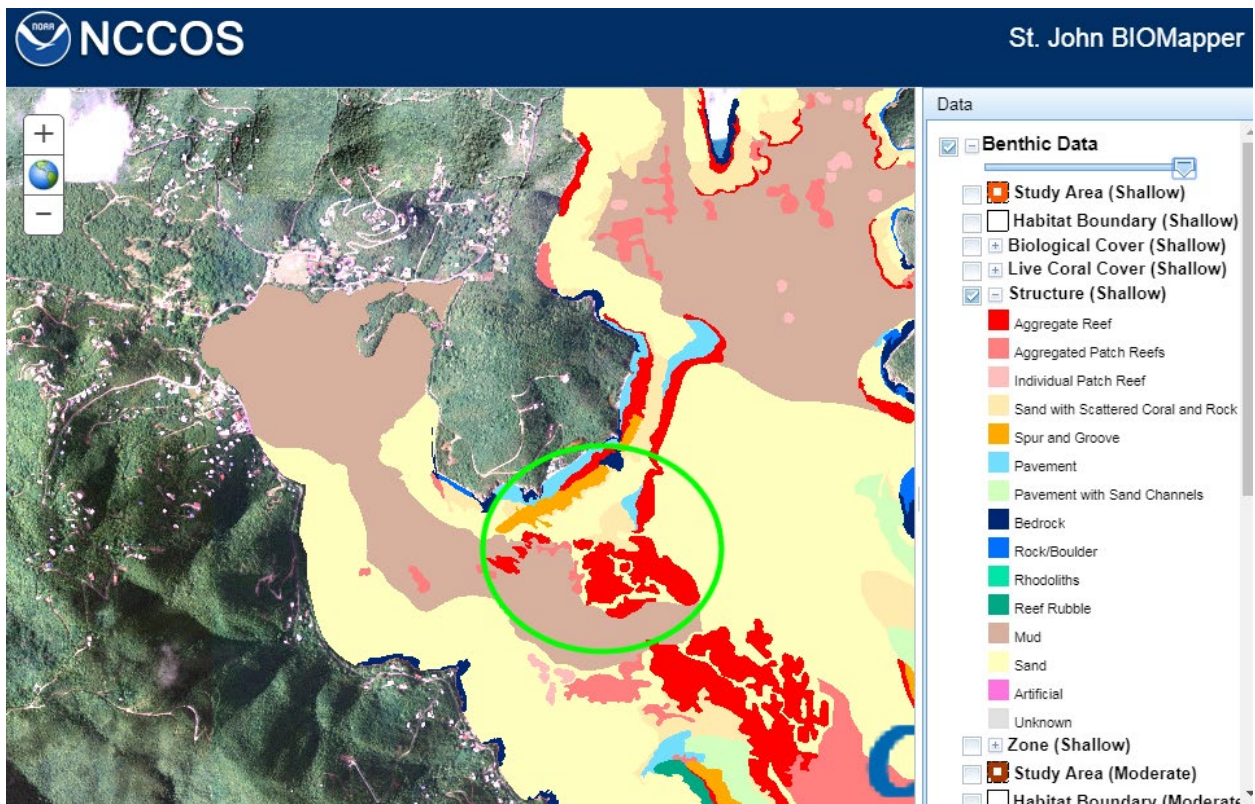 NOAA
NCCOS
St. John BIOMapper
Data
Benthic Data
Study Area (Shallow)
Habitat Boundary (Shallow)
Biological Cover (Shallow)
Live Coral Cover (Shallow)
Structure (Shallow)
Aggregate Reef
Aggregated Patch Reefs
Individual Patch Reef
Sand with Scattered Coral and Rock
Spur and Groove
Pavement
Pavement with Sand Channels
Bedrock
Rock/Boulder
Rhodoliths
Reef Rubble
Mud
Sand
Artificial
Unknown
Zone (Shallow)
Study Area (Moderate)
Habitat Boundary (Moderate